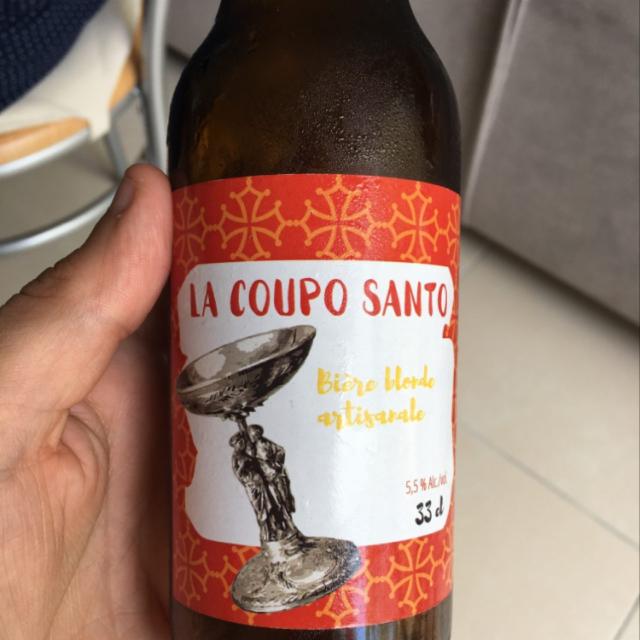 LA COUPO SANTO
Bière blonde
artisanale
5,5 % Alc./vol.
33 cl